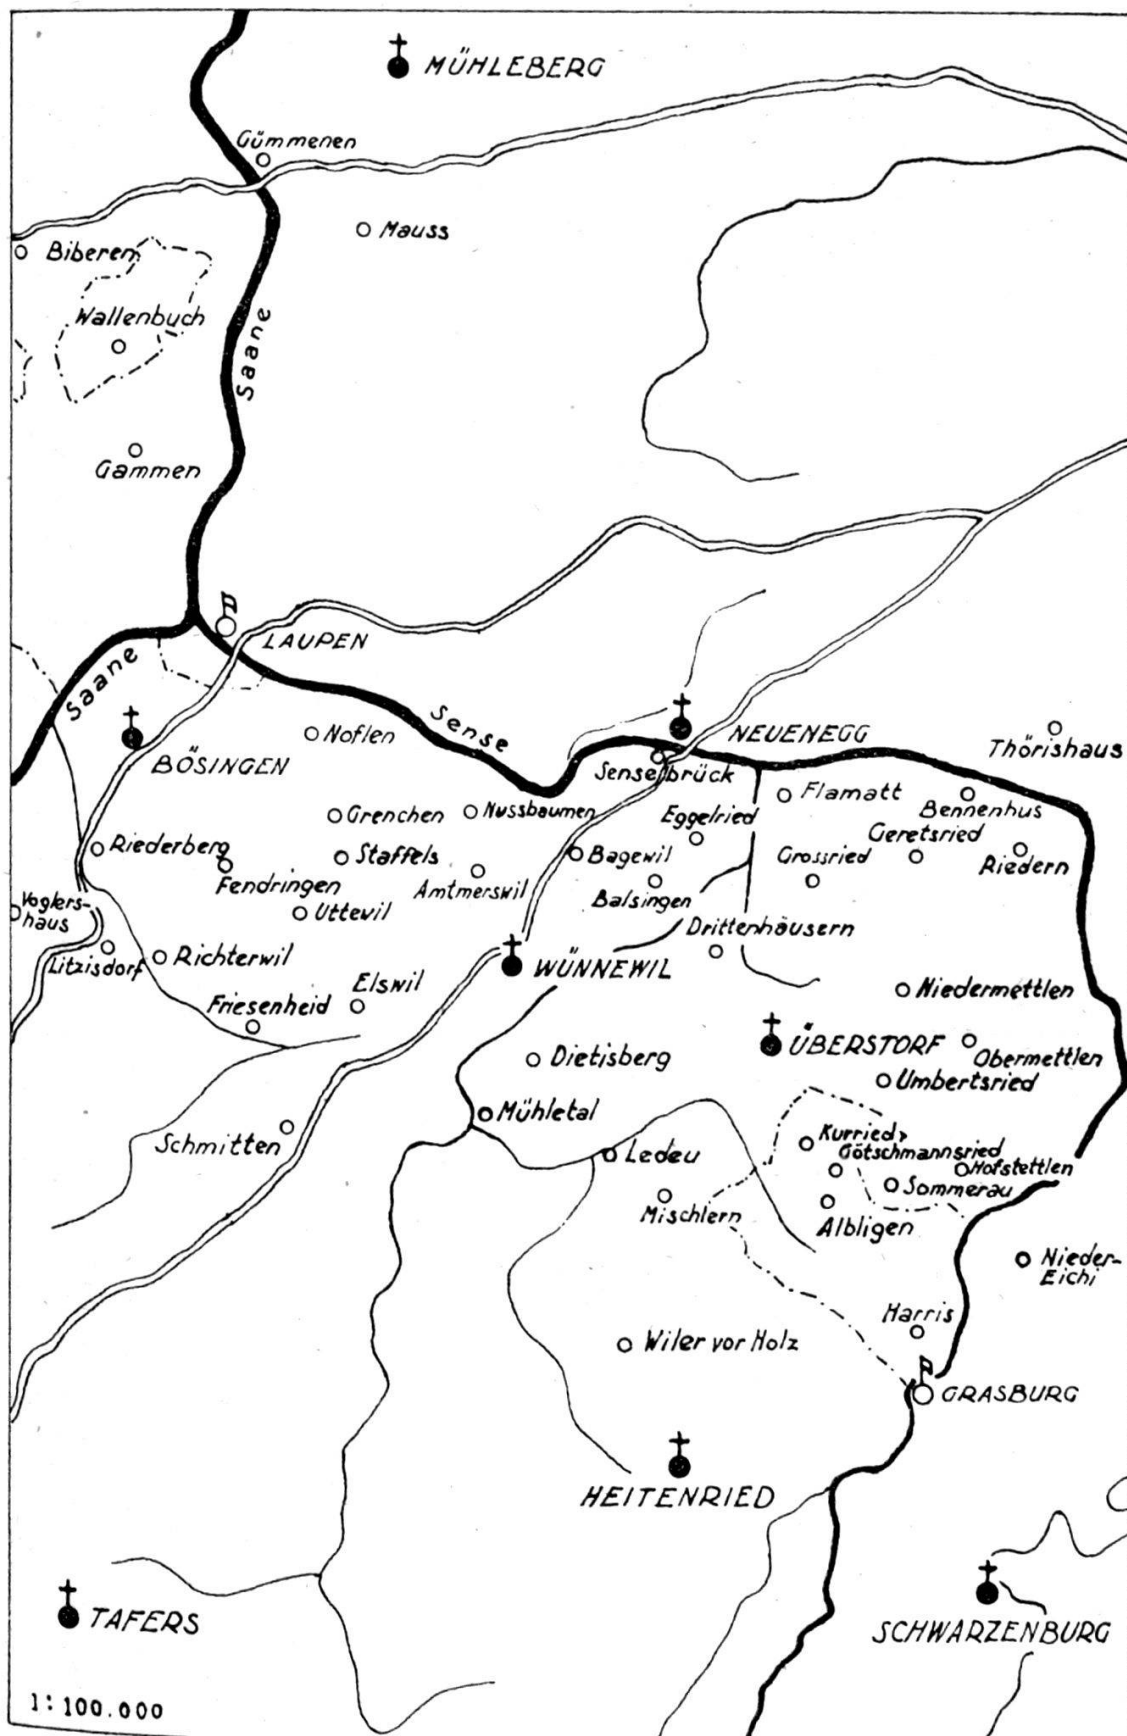 MÜHLEBERG
Gümmenen
Mauss
Biberen
Wallenbuch
Saane
Gammen
LAUPEN
Saane
Sense
Noflen
BÖSINGEN
NEUENEGG
Thörishaus
Sensebrück
Flamatt
Bennenhus
Grenchen
Nussbaumen
Eggelried
Geretsried
Riederberg
Staffels
Bagewil
Grossried
Riedern
Fendringen
Amtmerswil
Balsingen
Voglers-
haus
Uttewil
Drittenhäusern
Litzisdorf
Richterwil
WÜNNEWIL
Elswil
Niedermettlen
Friesenheid
ÜBERSTORF
Obermettlen
Dietisberg
Umbertsried
Mühletal
Schmitten
Kurried
Götschmannsried
Ledeu
Hofstettlen
Sommerau
Mischlern
Albligen
Nieder-
Eichi
Harris
Wiler vor Holz
GRASBURG
HEITENRIED
TAFERS
SCHWARZENBURG
1:100.000